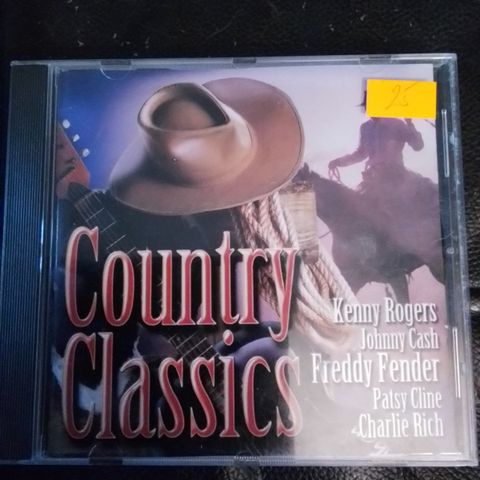 25
Country
Classics
Kenny Rogers
Johnny Cash
Freddy Fender
Patsy Cline
Charlie Rich